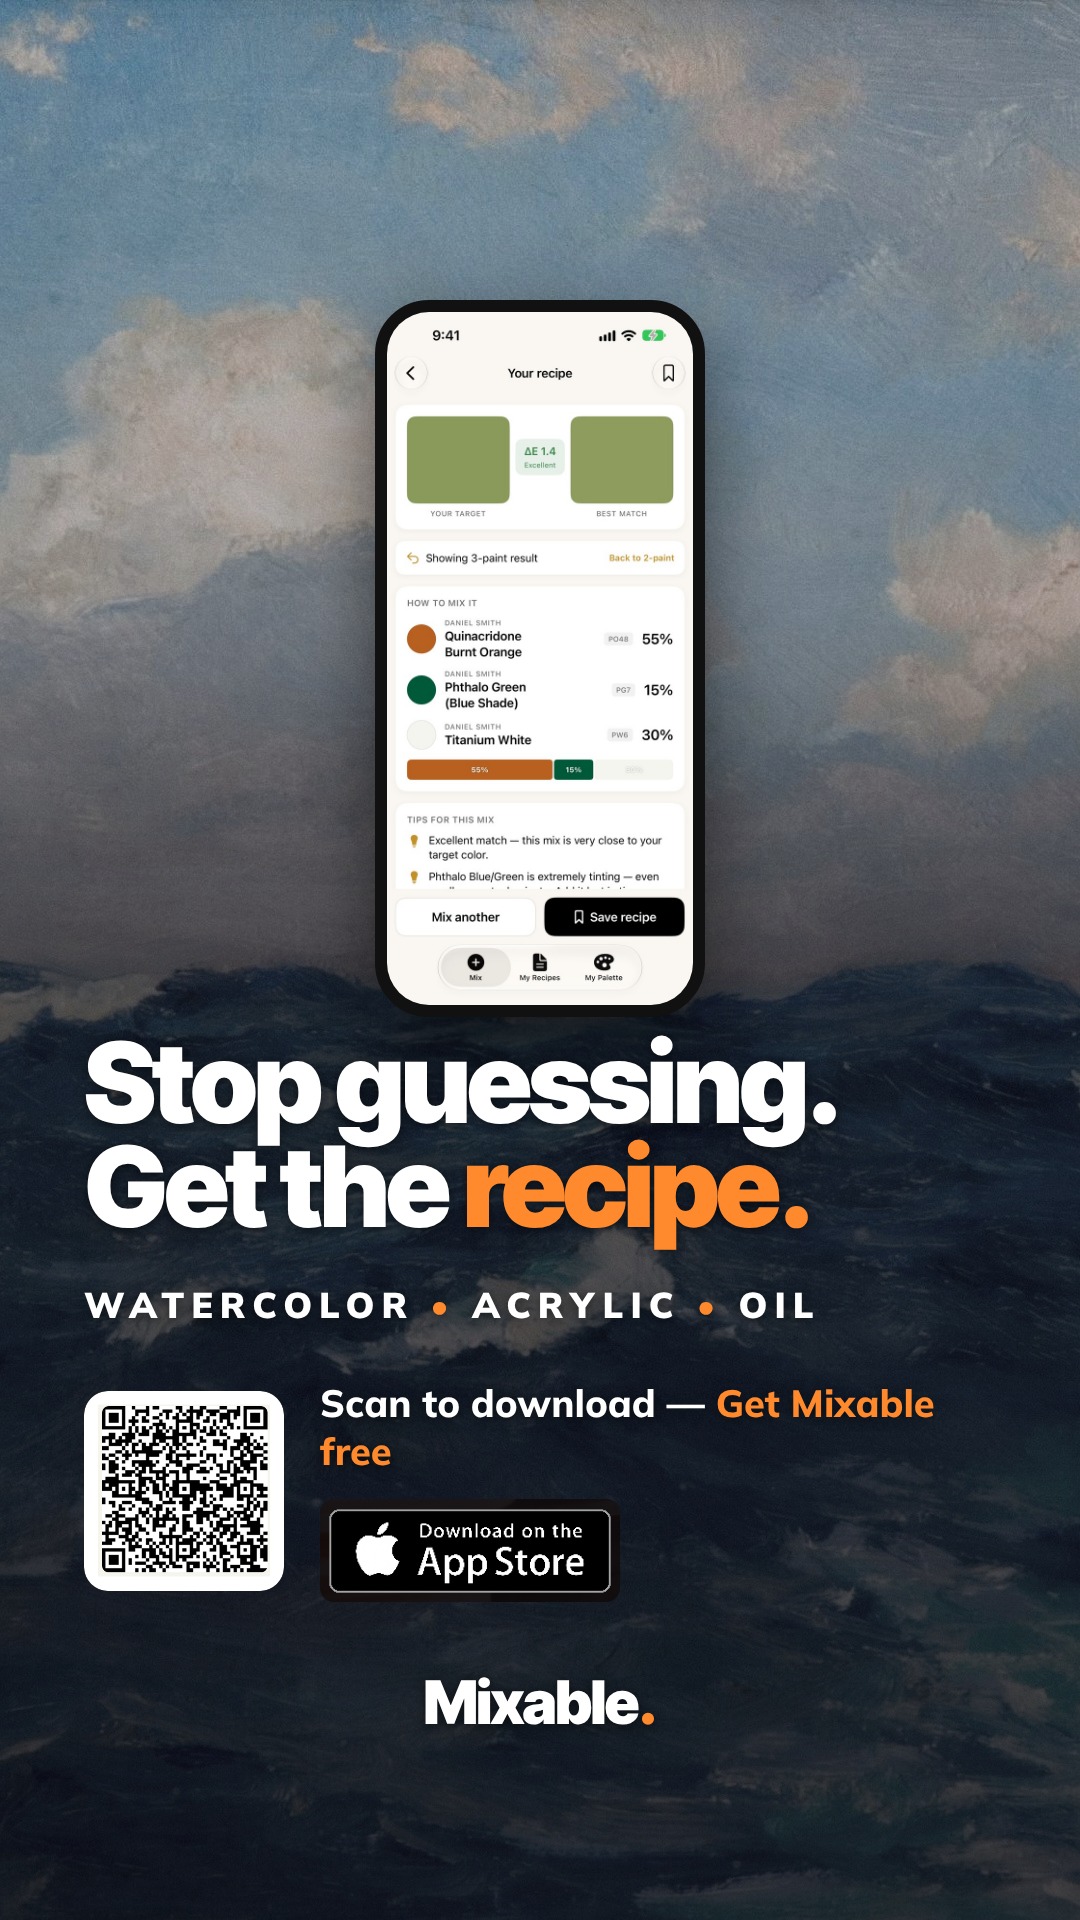 9:41
Your recipe
ΔE 1.4
Excellent
YOUR TARGET
BEST MATCH
Showing 3-paint result
Back to 2-paint
HOW TO MIX IT
DANIEL SMITH
Quinacridone
Burnt Orange
PO48
55%
DANIEL SMITH
Phthalo Green
(Blue Shade)
PG7
15%
DANIEL SMITH
Titanium White
PW6
30%
55%
15%
TIPS FOR THIS MIX
Excellent match — this mix is very close to your
target color.
Phthalo Blue/Green is extremely tinting — even
Mix another
Save recipe
Mix
My Recipes
My Palette
Stop guessing.
Get the recipe.
WATERCOLOR • ACRYLIC • OIL
Scan to download — Get Mixable
free
Download on the
App Store
Mixable.